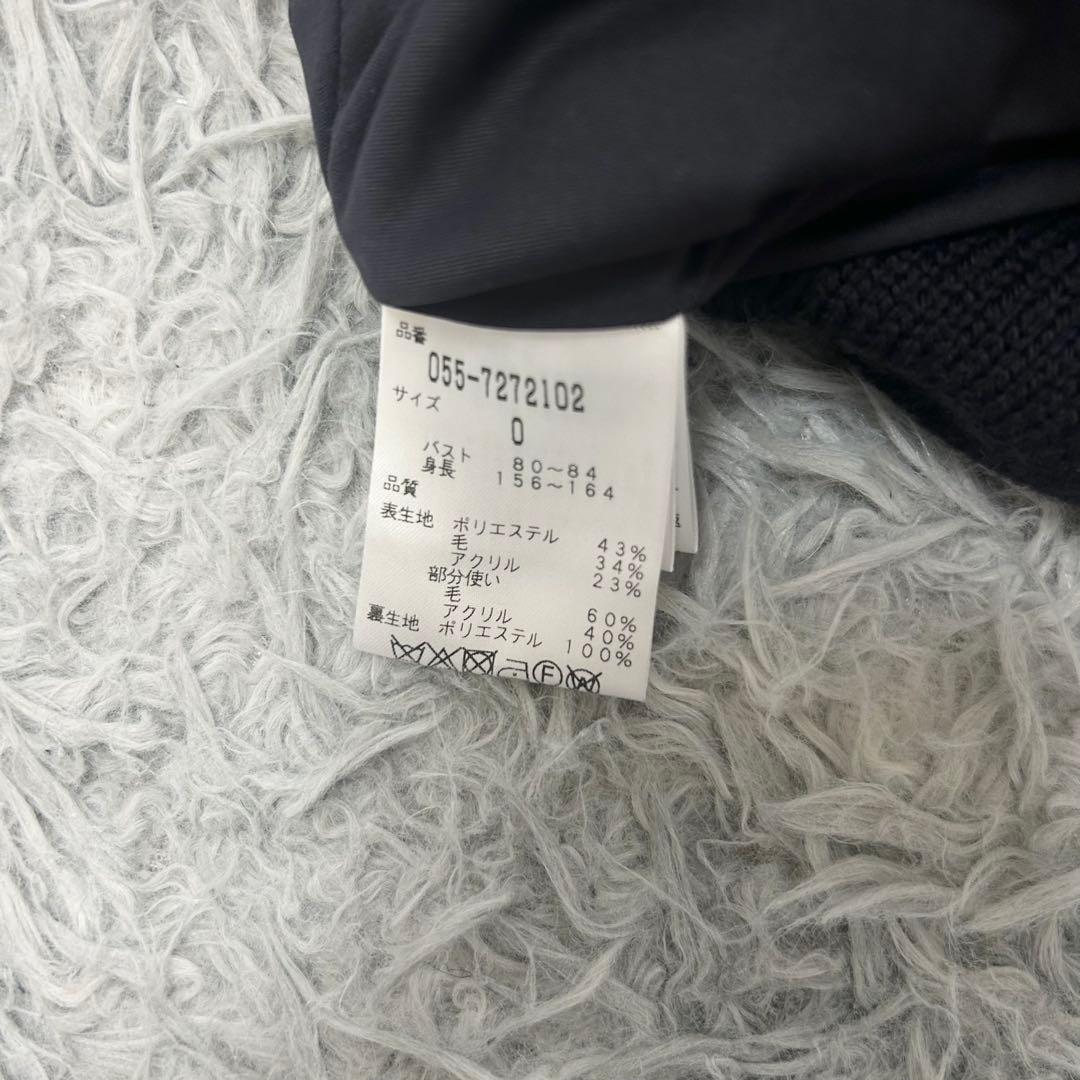 品番
055-7272102
サイズ
0
バスト 80～84
身長 156～164
品質
表生地 ポリエステル 43%
毛 34%
アクリル 23%
部分使い
毛 60%
アクリル 40%
裏生地 ポリエステル 100%
F
W